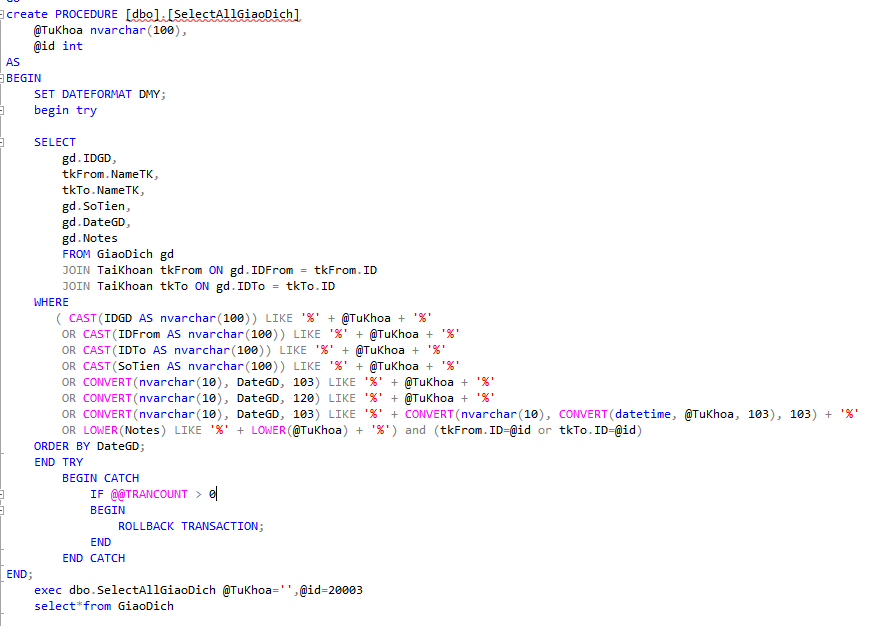 create PROCEDURE [dbo].[SelectAllGiaoDich]
@TuKhoa nvarchar(100),
@id int
AS
BEGIN
SET DATEFORMAT DMY;
begin try
SELECT
gd.IDGD,
tkFrom.NameTK,
tkTo.NameTK,
gd.SoTien,
gd.DateGD,
gd.Notes
FROM GiaoDich gd
JOIN TaiKhoan tkFrom ON gd.IDFrom = tkFrom.ID
JOIN TaiKhoan tkTo ON gd.IDTo = tkTo.ID
WHERE
( CAST(IDGD AS nvarchar(100)) LIKE '%' + @TuKhoa + '%'
OR CAST(IDFrom AS nvarchar(100)) LIKE '%' + @TuKhoa + '%'
OR CAST(IDTo AS nvarchar(100)) LIKE '%' + @TuKhoa + '%'
OR CAST(SoTien AS nvarchar(100)) LIKE '%' + @TuKhoa + '%'
OR CONVERT(nvarchar(10), DateGD, 103) LIKE '%' + @TuKhoa + '%'
OR CONVERT(nvarchar(10), DateGD, 120) LIKE '%' + @TuKhoa + '%'
OR CONVERT(nvarchar(10), DateGD, 103) LIKE '%' + CONVERT(nvarchar(10), CONVERT(datetime, @TuKhoa, 103), 103) + '%'
OR LOWER(Notes) LIKE '%' + LOWER(@TuKhoa) + '%') and (tkFrom.ID=@id or tkTo.ID=@id)
ORDER BY DateGD;
END TRY
BEGIN CATCH
IF @@TRANCOUNT > 0
BEGIN
ROLLBACK TRANSACTION;
END
END CATCH
END;
exec dbo.SelectAllGiaoDich @TuKhoa='',@id=20003
select*from GiaoDich